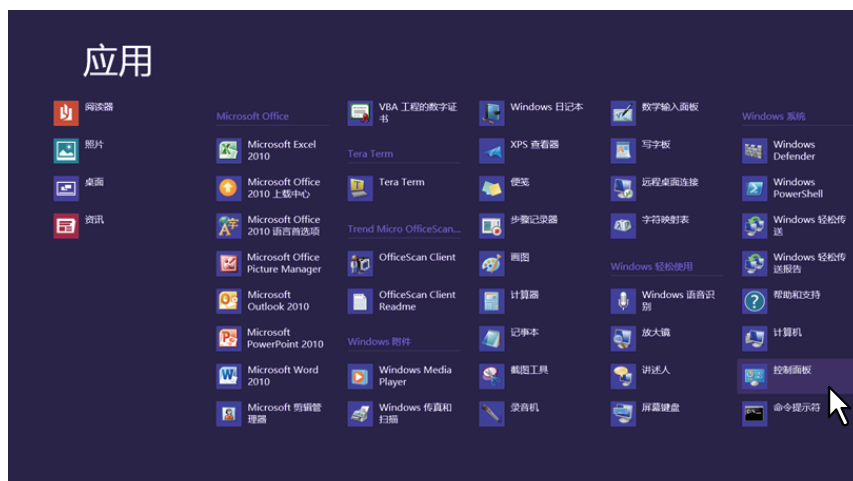 应用
阅读器
照片
桌面
资讯
Microsoft Office
Microsoft Excel
2010
Microsoft Office
2010 上载中心
Microsoft Office
2010 语言首选项
Microsoft Office
Picture Manager
Microsoft
Outlook 2010
Microsoft
PowerPoint 2010
Microsoft Word
2010
Microsoft 剪辑管
理器
VBA 工程的数字证
书
Tera Term
Tera Term
Trend Micro OfficeScan...
OfficeScan Client
OfficeScan Client
Readme
Windows 附件
Windows Media
Player
Windows 传真和
扫描
Windows 日记本
XPS 查看器
便笺
步骤记录器
画图
计算器
记事本
截图工具
录音机
数学输入面板
写字板
远程桌面连接
字符映射表
Windows 轻松使用
Windows 语音识
别
放大镜
讲述人
屏幕键盘
Windows 系统
Windows
Defender
Windows
PowerShell
Windows 轻松传
送
Windows 轻松传
送报告
帮助和支持
计算机
控制面板
命令提示符